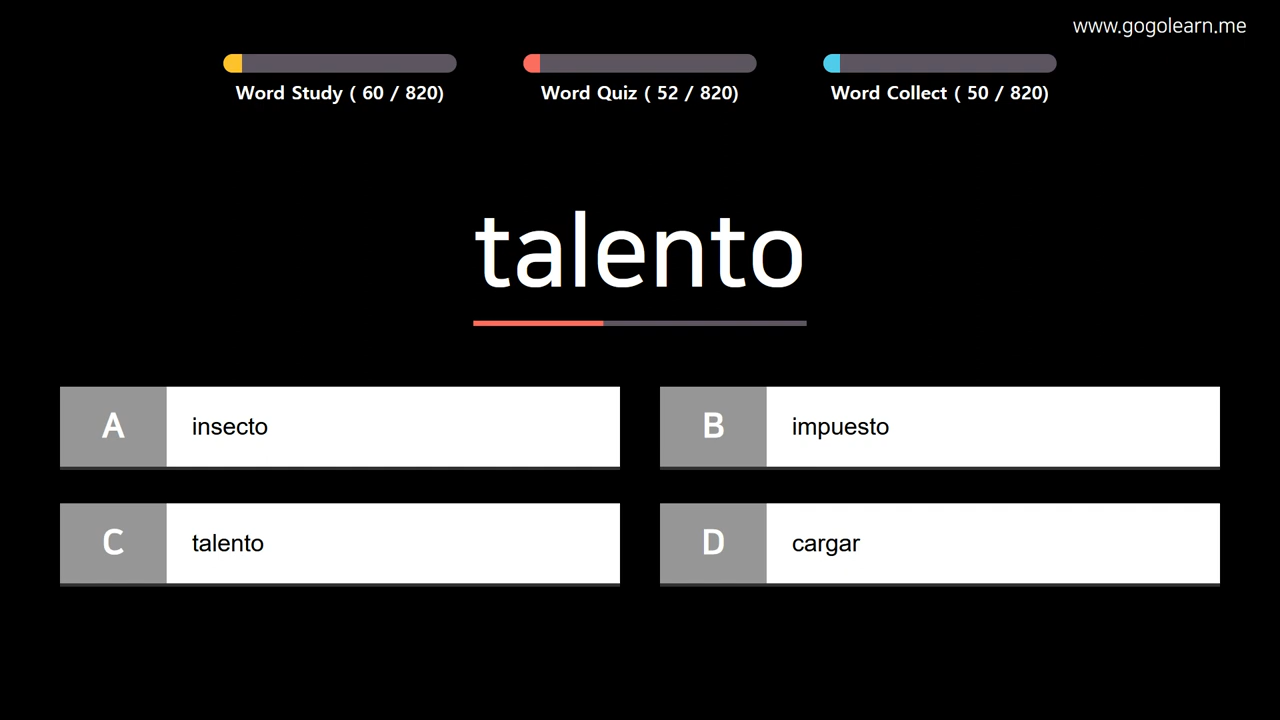 www.gogolearn.me
Word Study ( 60 / 820)
Word Quiz ( 52 / 820)
Word Collect ( 50 / 820)
talento
A insecto
B impuesto
C talento
D cargar